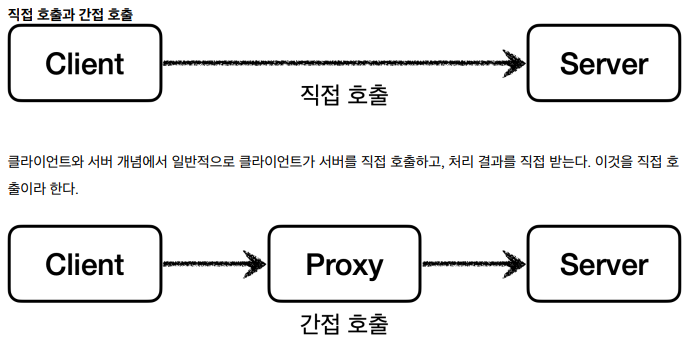 직접 호출과 간접 호출
Client
Server
직접 호출
클라이언트와 서버 개념에서 일반적으로 클라이언트가 서버를 직접 호출하고, 처리 결과를 직접 받는다. 이것을 직접 호
출이라 한다.
Client
Proxy
Server
간접 호출